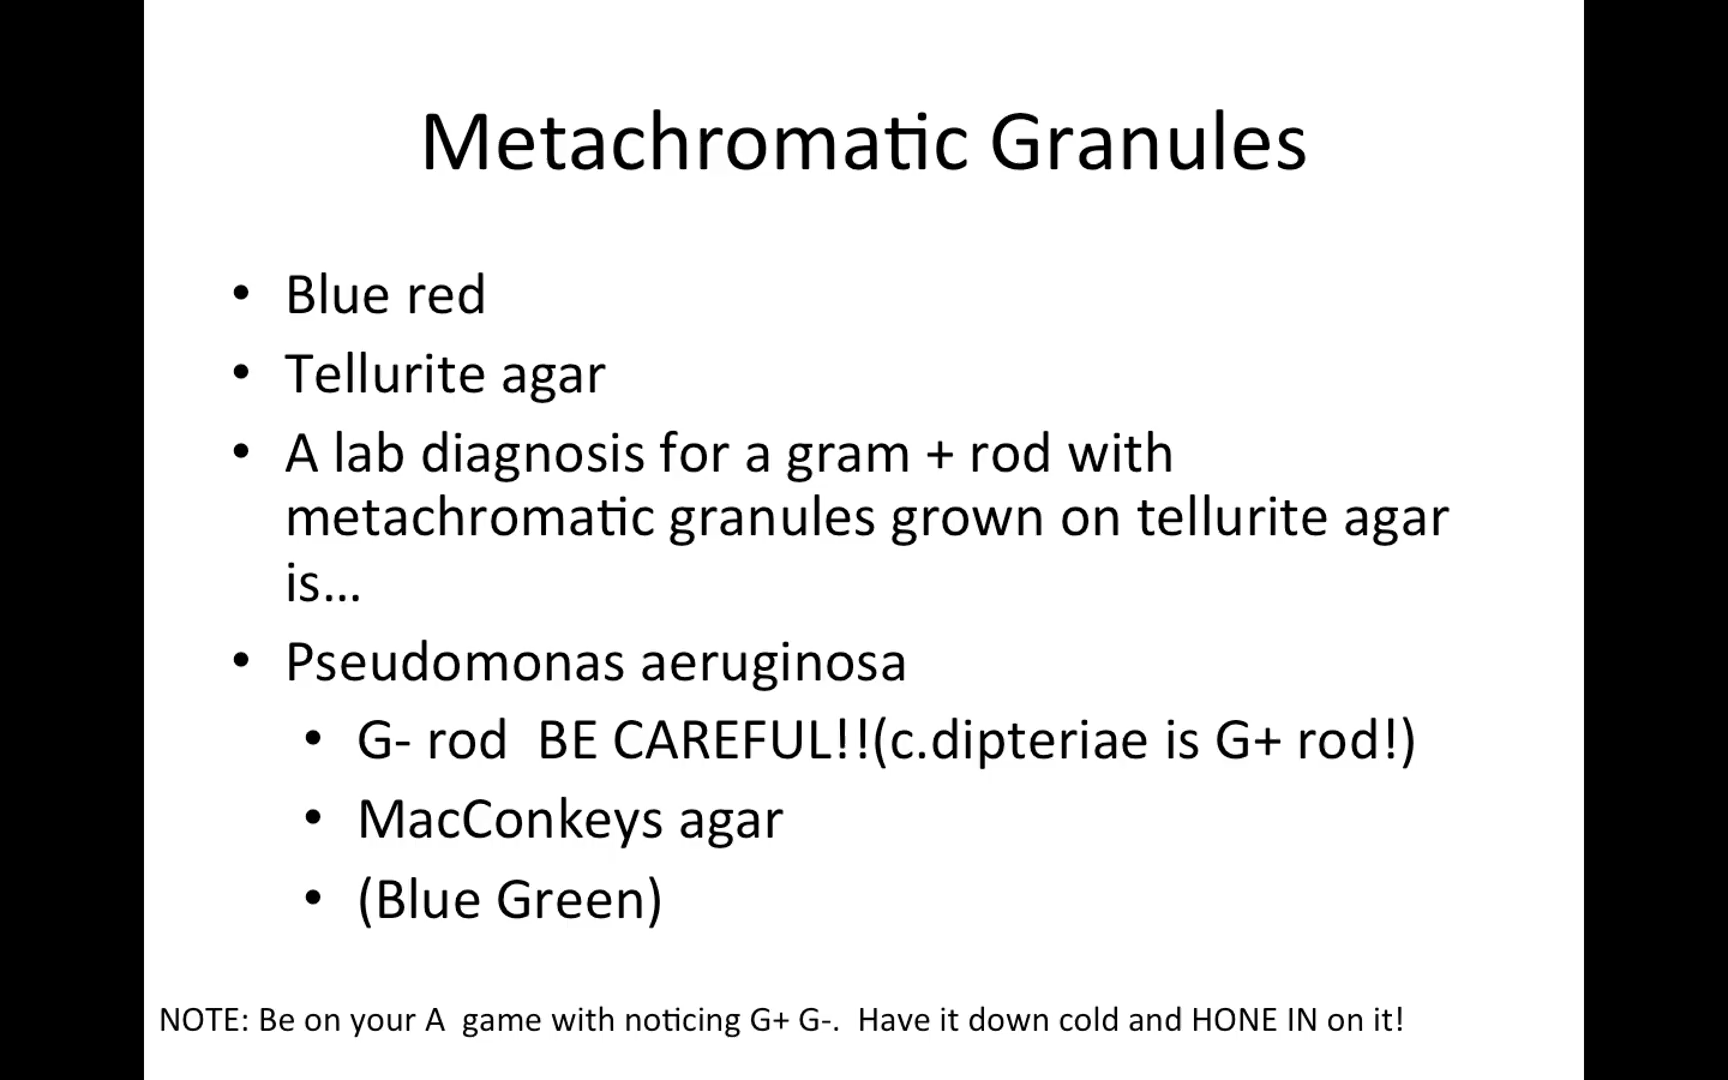 Metachromatic Granules
• Blue red
• Tellurite agar
• A lab diagnosis for a gram + rod with
metachromatic granules grown on tellurite agar
is...
• Pseudomonas aeruginosa
• G- rod  BE CAREFUL!!(c.dipteriae is G+ rod!)
• MacConkeys agar
• (Blue Green)
NOTE: Be on your A  game with noticing G+ G-.  Have it down cold and HONE IN on it!